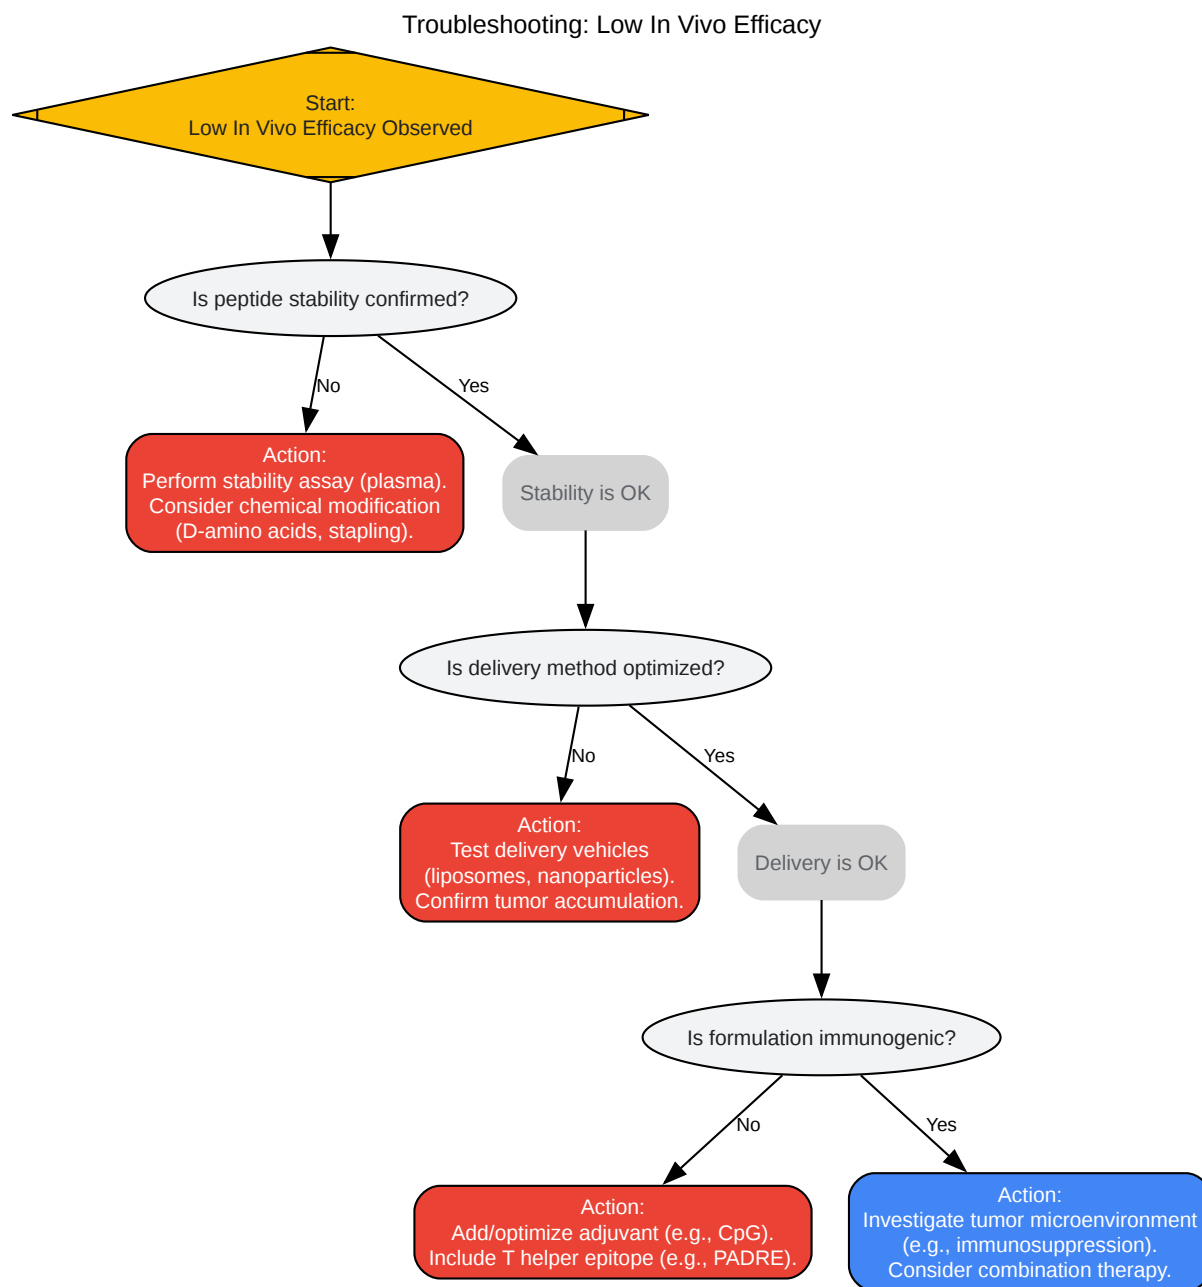 Troubleshooting: Low In Vivo Efficacy
Start:
Low In Vivo Efficacy Observed
Is peptide stability confirmed?
No
Yes
Action:
Perform stability assay (plasma).
Consider chemical modification
(D-amino acids, stapling).
Stability is OK
Is delivery method optimized?
No
Yes
Action:
Test delivery vehicles
(liposomes, nanoparticles).
Confirm tumor accumulation.
Delivery is OK
Is formulation immunogenic?
No
Yes
Action:
Add/optimize adjuvant (e.g., CpG).
Include T helper epitope (e.g., PADRE).
Action:
Investigate tumor microenvironment
(e.g., immunosuppression).
Consider combination therapy.